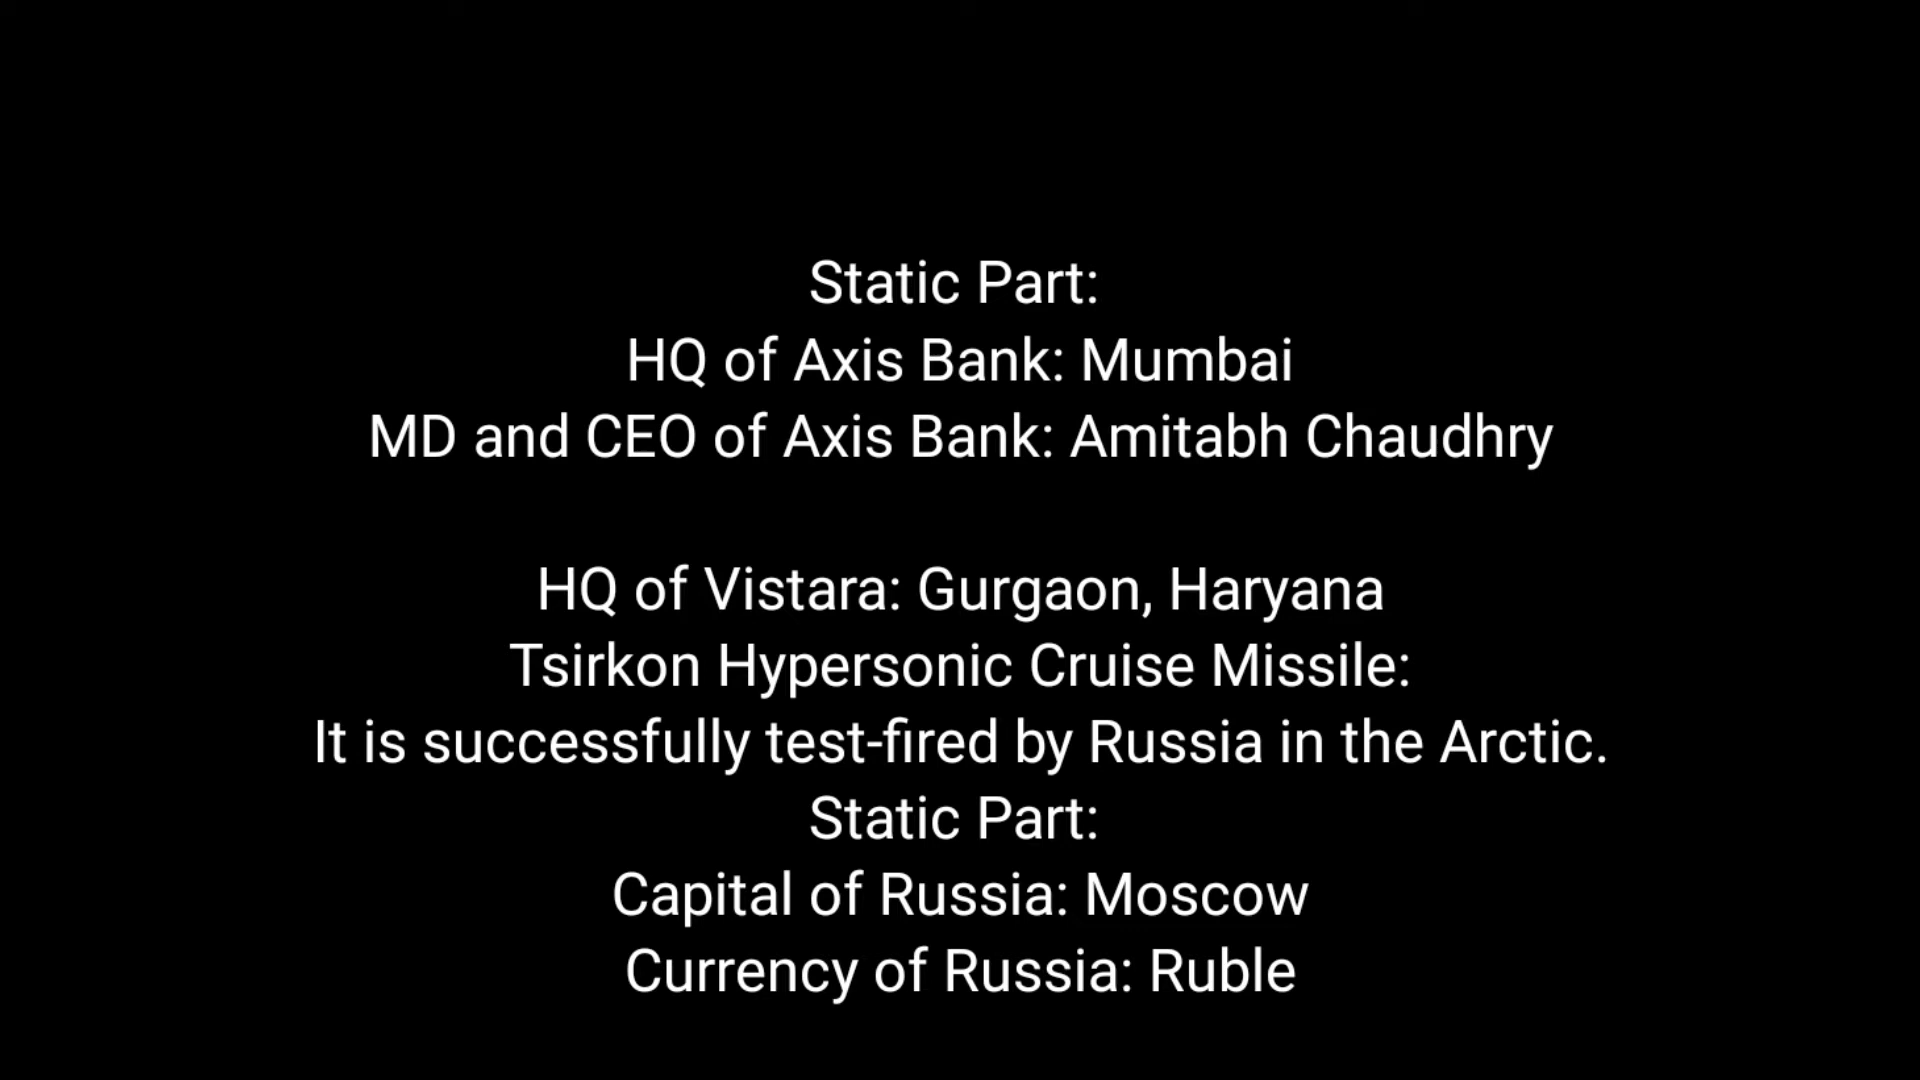 Static Part:
HQ of Axis Bank: Mumbai
MD and CEO of Axis Bank: Amitabh Chaudhry
HQ of Vistara: Gurgaon, Haryana
Tsirkon Hypersonic Cruise Missile:
It is successfully test-fired by Russia in the Arctic.
Static Part:
Capital of Russia: Moscow
Currency of Russia: Ruble